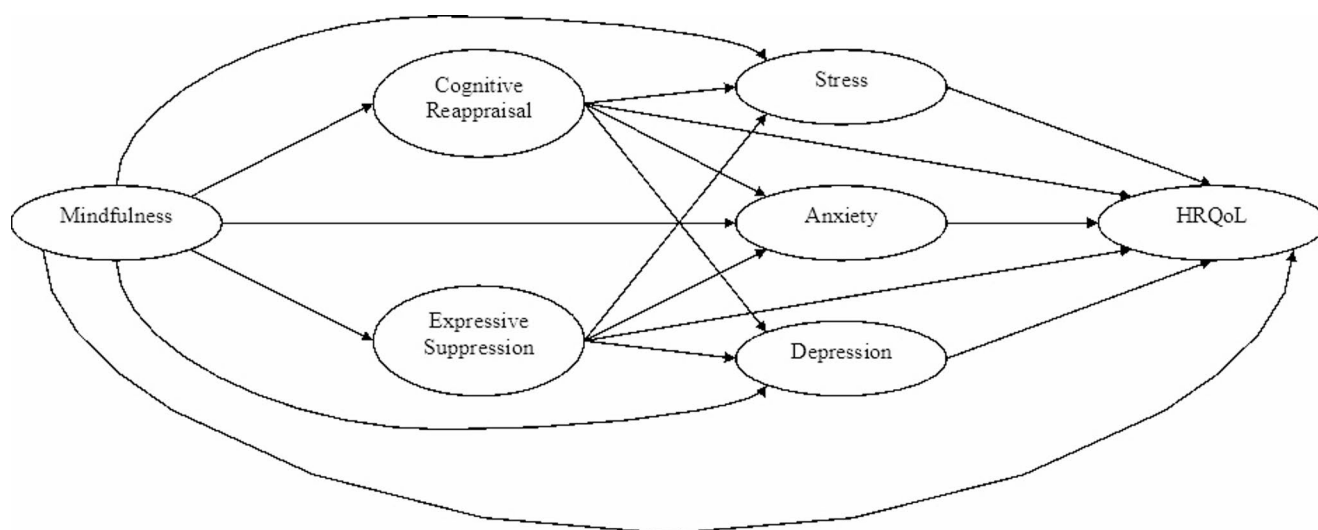 Cognitive
Reappraisal
Stress
Mindfulness
Anxiety
HRQoL
Expressive
Suppression
Depression